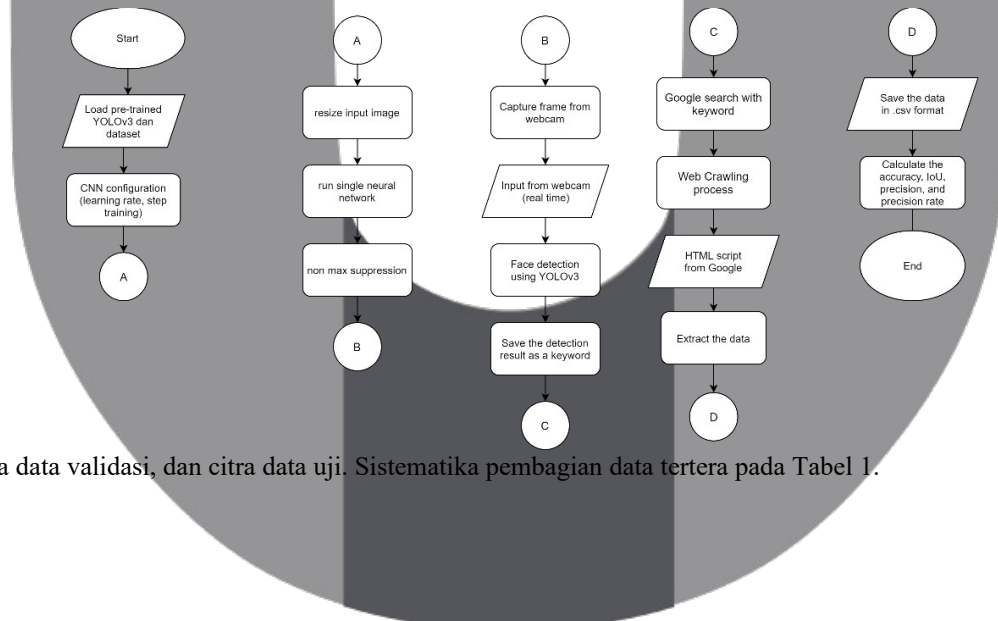 Start
Load pre-trained
YOLOv3 dan
dataset
CNN configuration
(learning rate, step
training)
A
A
resize input image
run single neural
network
non max suppression
B
B
Capture frame from
webcam
Input from webcam
(real time)
Face detection
using YOLOv3
Save the detection
result as a keyword
C
C
Google search with
keyword
Web Crawling
process
HTML script
from Google
Extract the data
D
D
Save the data
in .csv format
Calculate the
accuracy, IoU,
precision, and
precision rate
End
a data validasi, dan citra data uji. Sistematika pembagian data tertera pada Tabel 1.